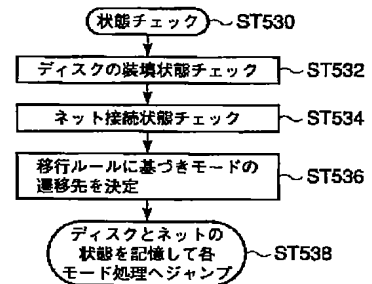 状態チェック
ST530
ディスクの装填状態チェック
ST532
ネット接続状態チェック
ST534
移行ルールに基づきモードの
遷移先を決定
ST536
ディスクとネットの
状態を記憶して各
モード処理へジャンプ
ST538